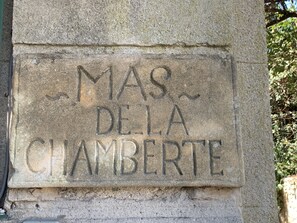 ~ MAS ~
DE LA
CHAMBERTE